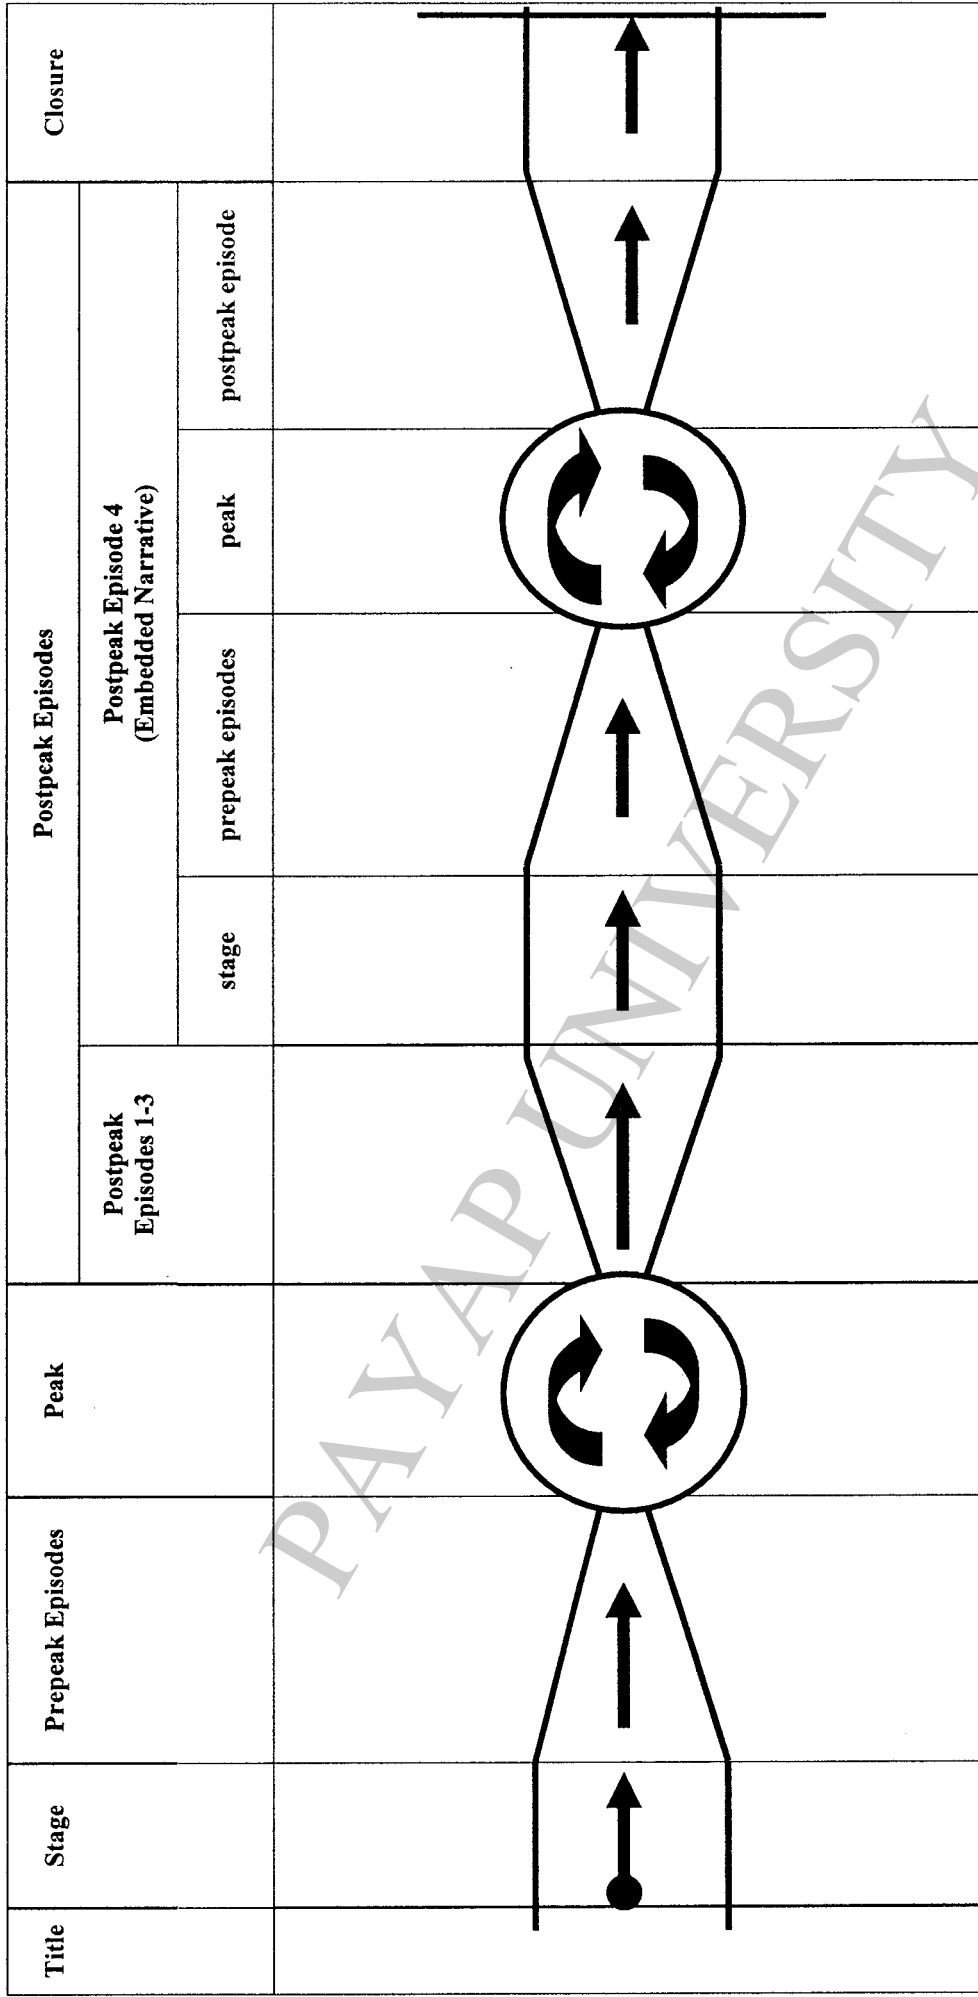 Title
Stage
Prepeak Episodes
Peak
Postpeak Episodes
Postpeak
Episodes 1-3
Postpeak Episode 4
(Embedded Narrative)
stage
prepeak episodes
peak
postpeak episode
Closure
PAYAP UNIVERSITY